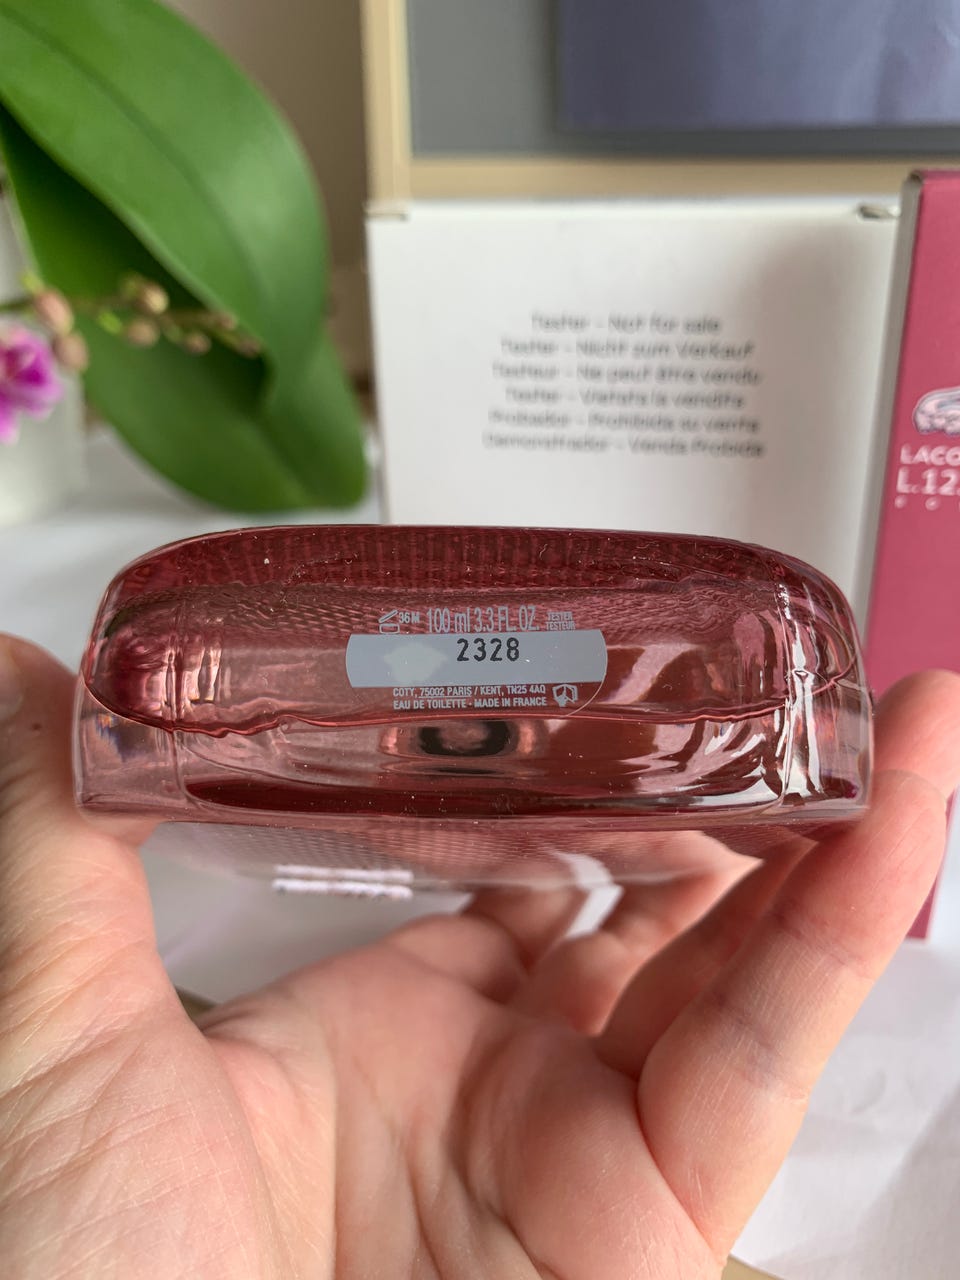 Tester - Not for sale
Tester - Nicht zum Verkauf
Testeur - Ne peut être vendu
Tester - Vietata la vendita
Probador - Prohibida su venta
Demonstrador - Venda Proibida
LACO
L.12.
36M 100 ml 3.3 FL. OZ. TESTER
TESTEUR
2328
COTY, 75002 PARIS / KENT, TN25 4AQ
EAU DE TOILETTE - MADE IN FRANCE